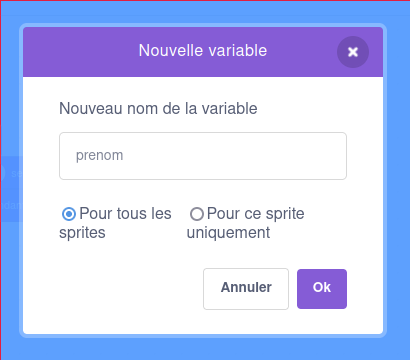 Nouvelle variable
Nouveau nom de la variable
prenom
Pour tous les sprites
Pour ce sprite uniquement
Annuler
Ok